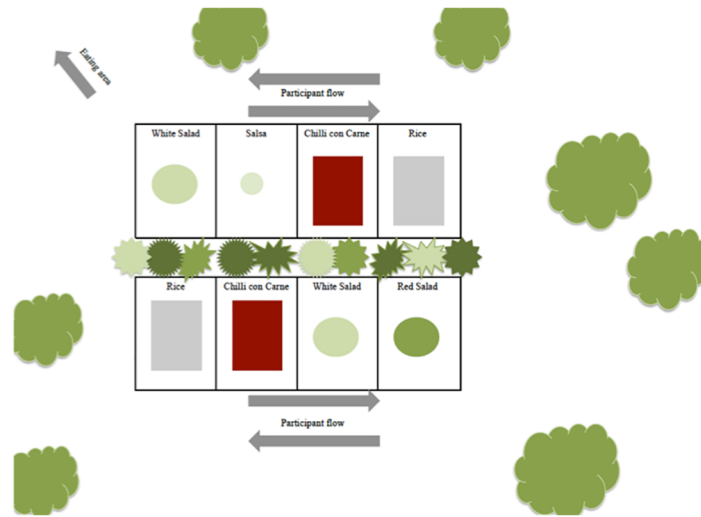 Eating area
Participant flow
White Salad
Salsa
Chilli con Carne
Rice
Rice
Chilli con Carne
White Salad
Red Salad
Participant flow